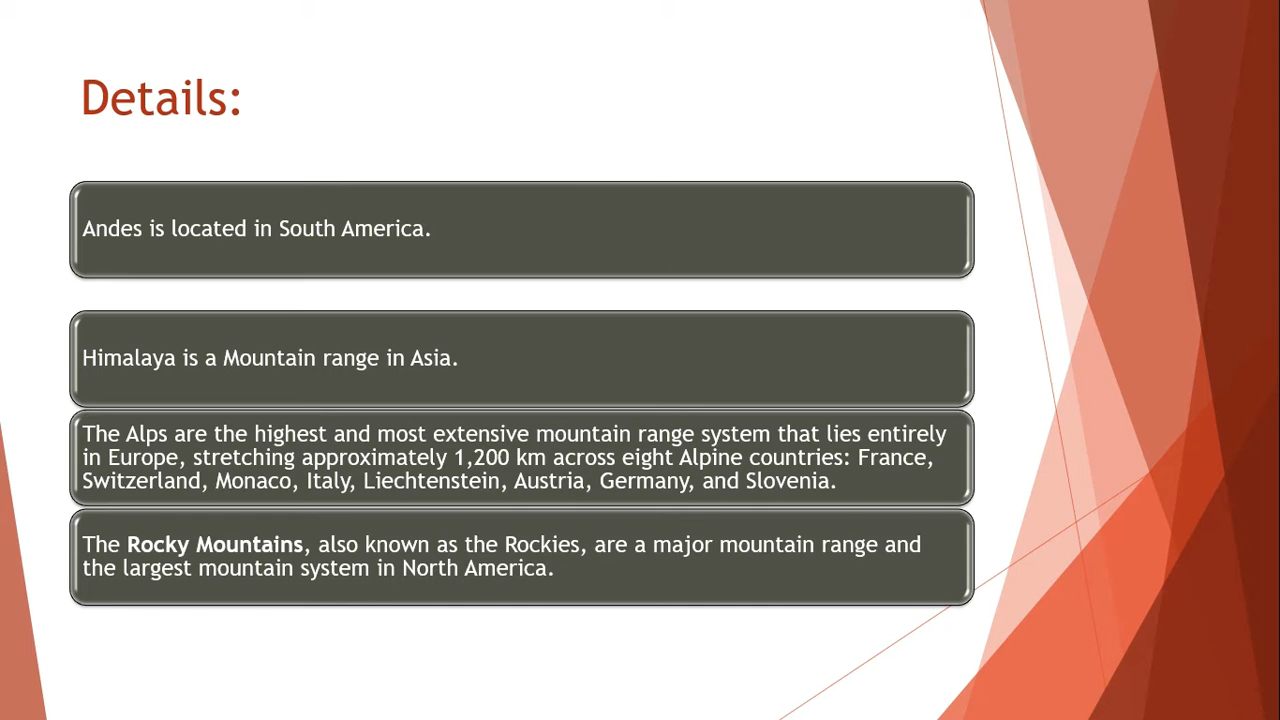 Details:
Andes is located in South America.
Himalaya is a Mountain range in Asia.
The Alps are the highest and most extensive mountain range system that lies entirely
in Europe, stretching approximately 1,200 km across eight Alpine countries: France,
Switzerland, Monaco, Italy, Liechtenstein, Austria, Germany, and Slovenia.
The Rocky Mountains, also known as the Rockies, are a major mountain range and
the largest mountain system in North America.